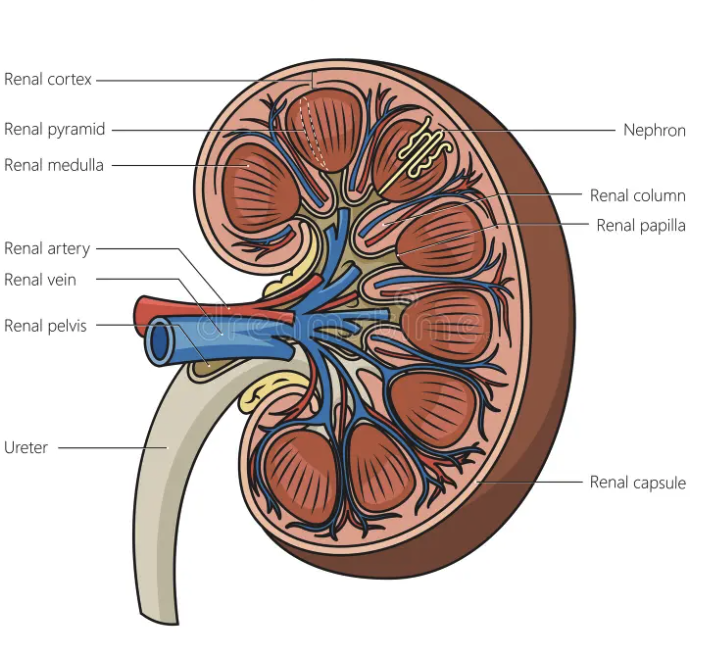 Renal cortex
Renal pyramid
Nephron
Renal medulla
Renal column
Renal papilla
Renal artery
Renal vein
Renal pelvis
dreamstime
Ureter
Renal capsule